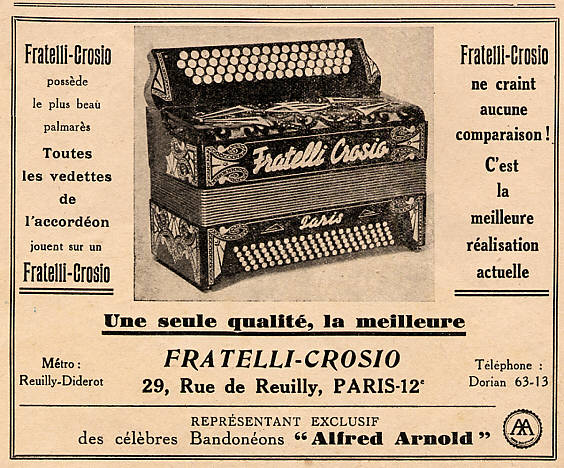 Fratelli-Crosio
possède
le plus beau
palmarès
Toutes
les vedettes
de
l'accordéon
jouent sur un
Fratelli-Crosio
Fratelli Crosio
Paris
Fratelli-Crosio
ne craint
aucune
comparaison !
C'est
la
meilleure
réalisation
actuelle
Une seule qualité, la meilleure
Métro :
Reuilly-Diderot
FRATELLI-CROSIO
29, Rue de Reuilly, PARIS-12e
Téléphone :
Dorian 63-13
REPRÉSENTANT EXCLUSIF
des célèbres Bandonéons "Alfred Arnold"
AA